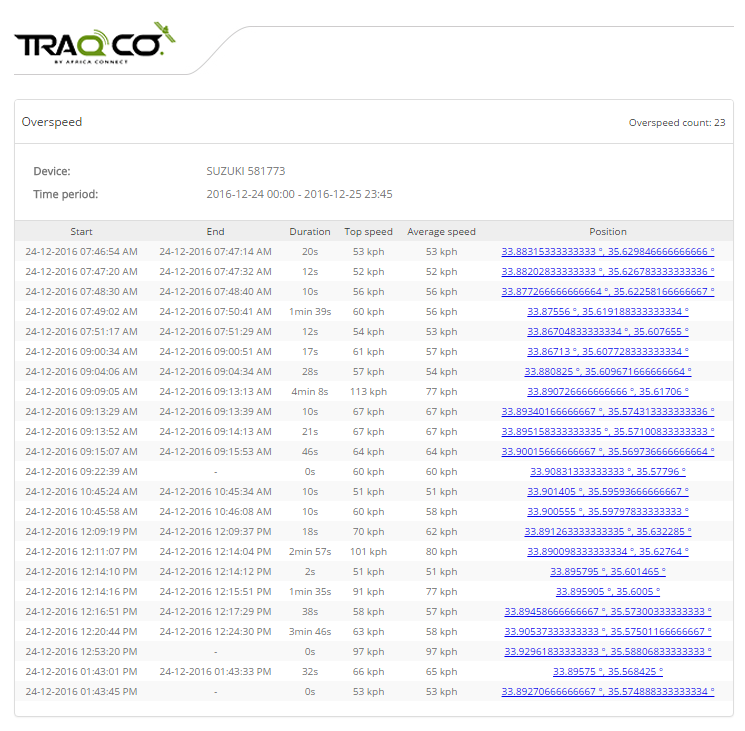 TRAQCO.
BY AFRICA CONNECT
Overspeed Overspeed count: 23
Device: SUZUKI 581773
Time period: 2016-12-24 00:00 - 2016-12-25 23:45
Start End Duration Top speed Average speed Position
24-12-2016 07:46:54 AM 24-12-2016 07:47:14 AM 20s 53 kph 53 kph 33.88315333333333 °, 35.629846666666666 °
24-12-2016 07:47:20 AM 24-12-2016 07:47:32 AM 12s 52 kph 52 kph 33.88202833333333 °, 35.626783333333336 °
24-12-2016 07:48:30 AM 24-12-2016 07:48:40 AM 10s 56 kph 56 kph 33.877266666666664 °, 35.62258166666667 °
24-12-2016 07:49:02 AM 24-12-2016 07:50:41 AM 1min 39s 60 kph 56 kph 33.87556 °, 35.619188333333334 °
24-12-2016 07:51:17 AM 24-12-2016 07:51:29 AM 12s 54 kph 53 kph 33.86704833333334 °, 35.607655 °
24-12-2016 09:00:34 AM 24-12-2016 09:00:51 AM 17s 61 kph 57 kph 33.86713 °, 35.607728333333334 °
24-12-2016 09:04:06 AM 24-12-2016 09:04:34 AM 28s 57 kph 54 kph 33.880825 °, 35.609671666666664 °
24-12-2016 09:09:05 AM 24-12-2016 09:13:13 AM 4min 8s 113 kph 77 kph 33.890726666666666 °, 35.61706 °
24-12-2016 09:13:29 AM 24-12-2016 09:13:39 AM 10s 67 kph 67 kph 33.89340166666667 °, 35.574313333333336 °
24-12-2016 09:13:52 AM 24-12-2016 09:14:13 AM 21s 67 kph 67 kph 33.895158333333335 °, 35.57100833333333 °
24-12-2016 09:15:07 AM 24-12-2016 09:15:53 AM 46s 64 kph 64 kph 33.90015666666667 °, 35.569736666666664 °
24-12-2016 09:22:39 AM - 0s 60 kph 60 kph 33.90831333333333 °, 35.57796 °
24-12-2016 10:45:24 AM 24-12-2016 10:45:34 AM 10s 51 kph 51 kph 33.901405 °, 35.59593666666667 °
24-12-2016 10:45:58 AM 24-12-2016 10:46:08 AM 10s 60 kph 58 kph 33.900555 °, 35.59797833333333 °
24-12-2016 12:09:19 PM 24-12-2016 12:09:37 PM 18s 70 kph 62 kph 33.891263333333335 °, 35.632285 °
24-12-2016 12:11:07 PM 24-12-2016 12:14:04 PM 2min 57s 101 kph 80 kph 33.890098333333334 °, 35.62764 °
24-12-2016 12:14:10 PM 24-12-2016 12:14:12 PM 2s 51 kph 51 kph 33.895795 °, 35.601465 °
24-12-2016 12:14:16 PM 24-12-2016 12:15:51 PM 1min 35s 91 kph 77 kph 33.895905 °, 35.6005 °
24-12-2016 12:16:51 PM 24-12-2016 12:17:29 PM 38s 58 kph 57 kph 33.89458666666667 °, 35.57300333333333 °
24-12-2016 12:20:44 PM 24-12-2016 12:24:30 PM 3min 46s 63 kph 58 kph 33.90537333333333 °, 35.57501166666667 °
24-12-2016 12:53:20 PM - 0s 97 kph 97 kph 33.92961833333333 °, 35.58806833333333 °
24-12-2016 01:43:01 PM 24-12-2016 01:43:33 PM 32s 66 kph 65 kph 33.89575 °, 35.568425 °
24-12-2016 01:43:45 PM - 0s 53 kph 53 kph 33.89270666666667 °, 35.574888333333334 °